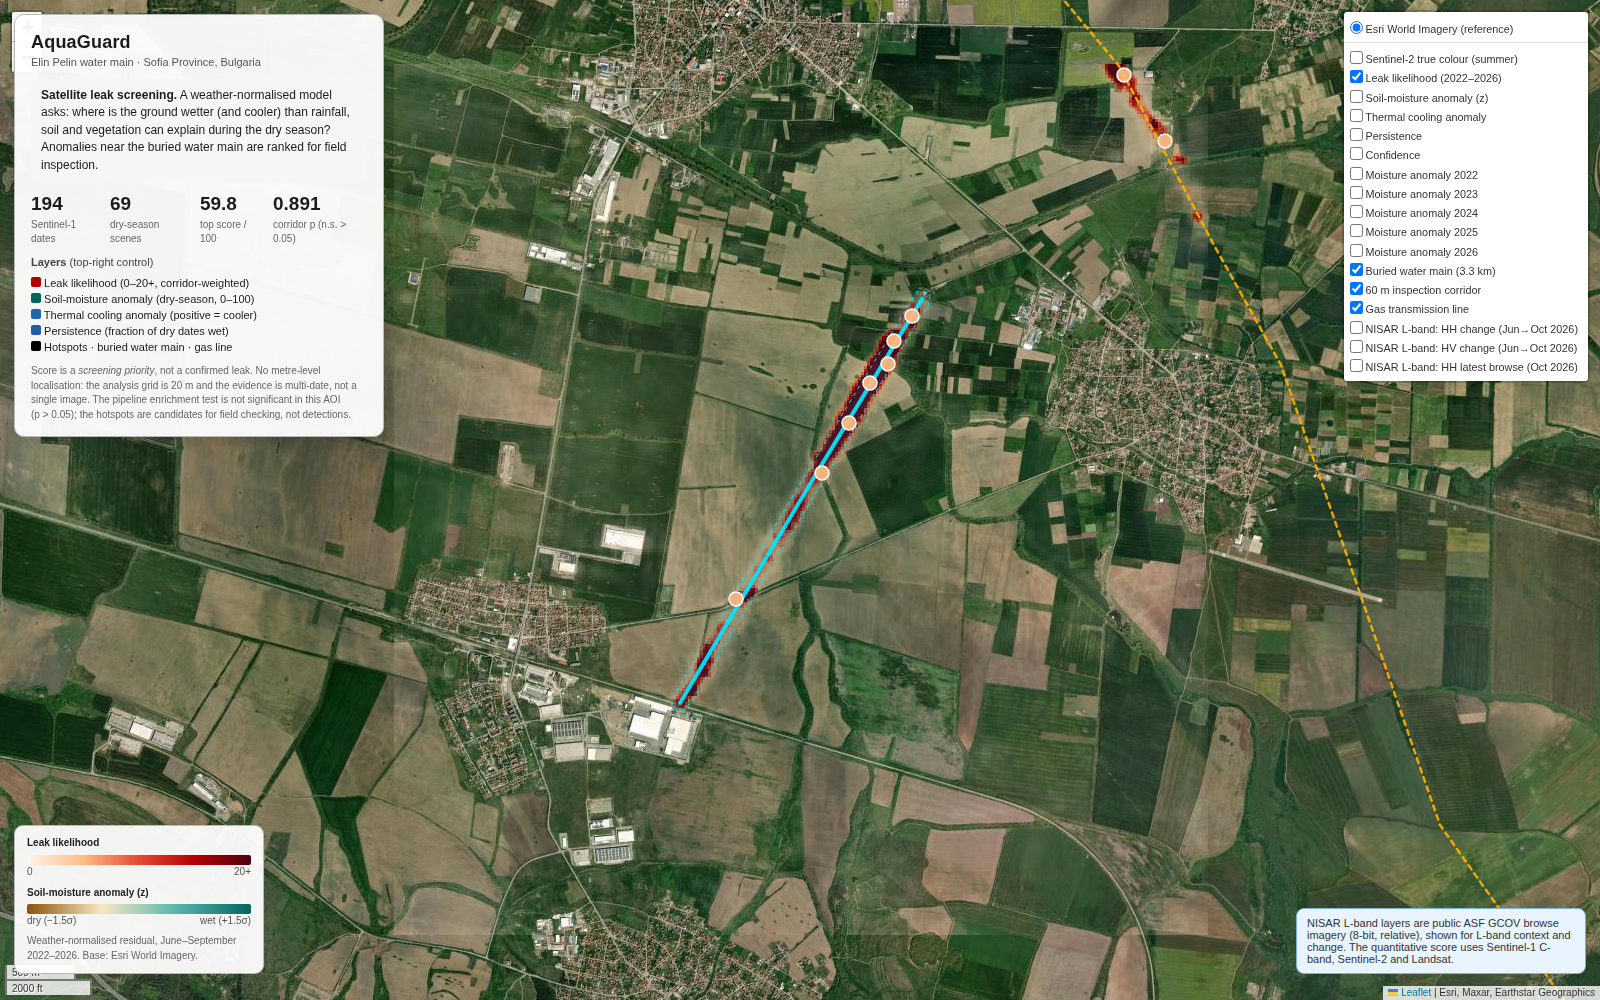 AquaGuard
Elin Pelin water main · Sofia Province, Bulgaria
Satellite leak screening. A weather-normalised model
asks: where is the ground wetter (and cooler) than rainfall,
soil and vegetation can explain during the dry season?
Anomalies near the buried water main are ranked for field
inspection.
194
Sentinel-1
dates
69
dry-season
scenes
59.8
top score /
100
0.891
corridor p (n.s. >
0.05)
Layers (top-right control)
Leak likelihood (0–20+, corridor-weighted)
Soil-moisture anomaly (dry-season, 0–100)
Thermal cooling anomaly (positive = cooler)
Persistence (fraction of dry dates wet)
Hotspots · buried water main · gas line
Score is a screening priority, not a confirmed leak. No metre-level
localisation: the analysis grid is 20 m and the evidence is multi-date, not a
single image. The pipeline enrichment test is not significant in this AOI
(p > 0.05); the hotspots are candidates for field checking, not detections.
Esri World Imagery (reference)
Sentinel-2 true colour (summer)
Leak likelihood (2022–2026)
Soil-moisture anomaly (z)
Thermal cooling anomaly
Persistence
Confidence
Moisture anomaly 2022
Moisture anomaly 2023
Moisture anomaly 2024
Moisture anomaly 2025
Moisture anomaly 2026
Buried water main (3.3 km)
60 m inspection corridor
Gas transmission line
NISAR L-band: HH change (Jun→Oct 2026)
NISAR L-band: HV change (Jun→Oct 2026)
NISAR L-band: HH latest browse (Oct 2026)
Leak likelihood
0 20+
Soil-moisture anomaly (z)
dry (−1.5σ) wet (+1.5σ)
Weather-normalised residual, June–September
2022–2026. Base: Esri World Imagery.
2000 ft
NISAR L-band layers are public ASF GCOV browse
imagery (8-bit, relative), shown for L-band context and
change. The quantitative score uses Sentinel-1 C-
band, Sentinel-2 and Landsat.
Leaflet | Esri, Maxar, Earthstar Geographics